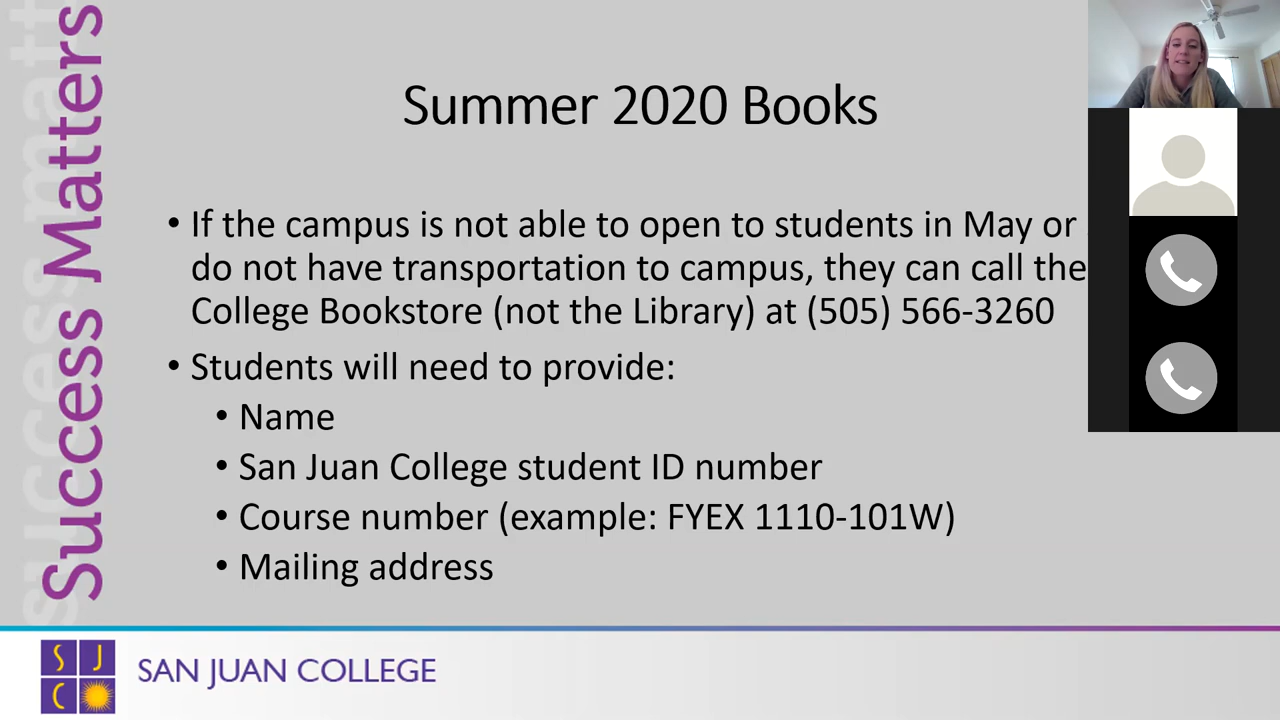 Success Matters
success matt
Summer 2020 Books
• If the campus is not able to open to students in May or
do not have transportation to campus, they can call the
College Bookstore (not the Library) at (505) 566-3260
• Students will need to provide:
• Name
• San Juan College student ID number
• Course number (example: FYEX 1110-101W)
• Mailing address
SJC
SAN JUAN COLLEGE